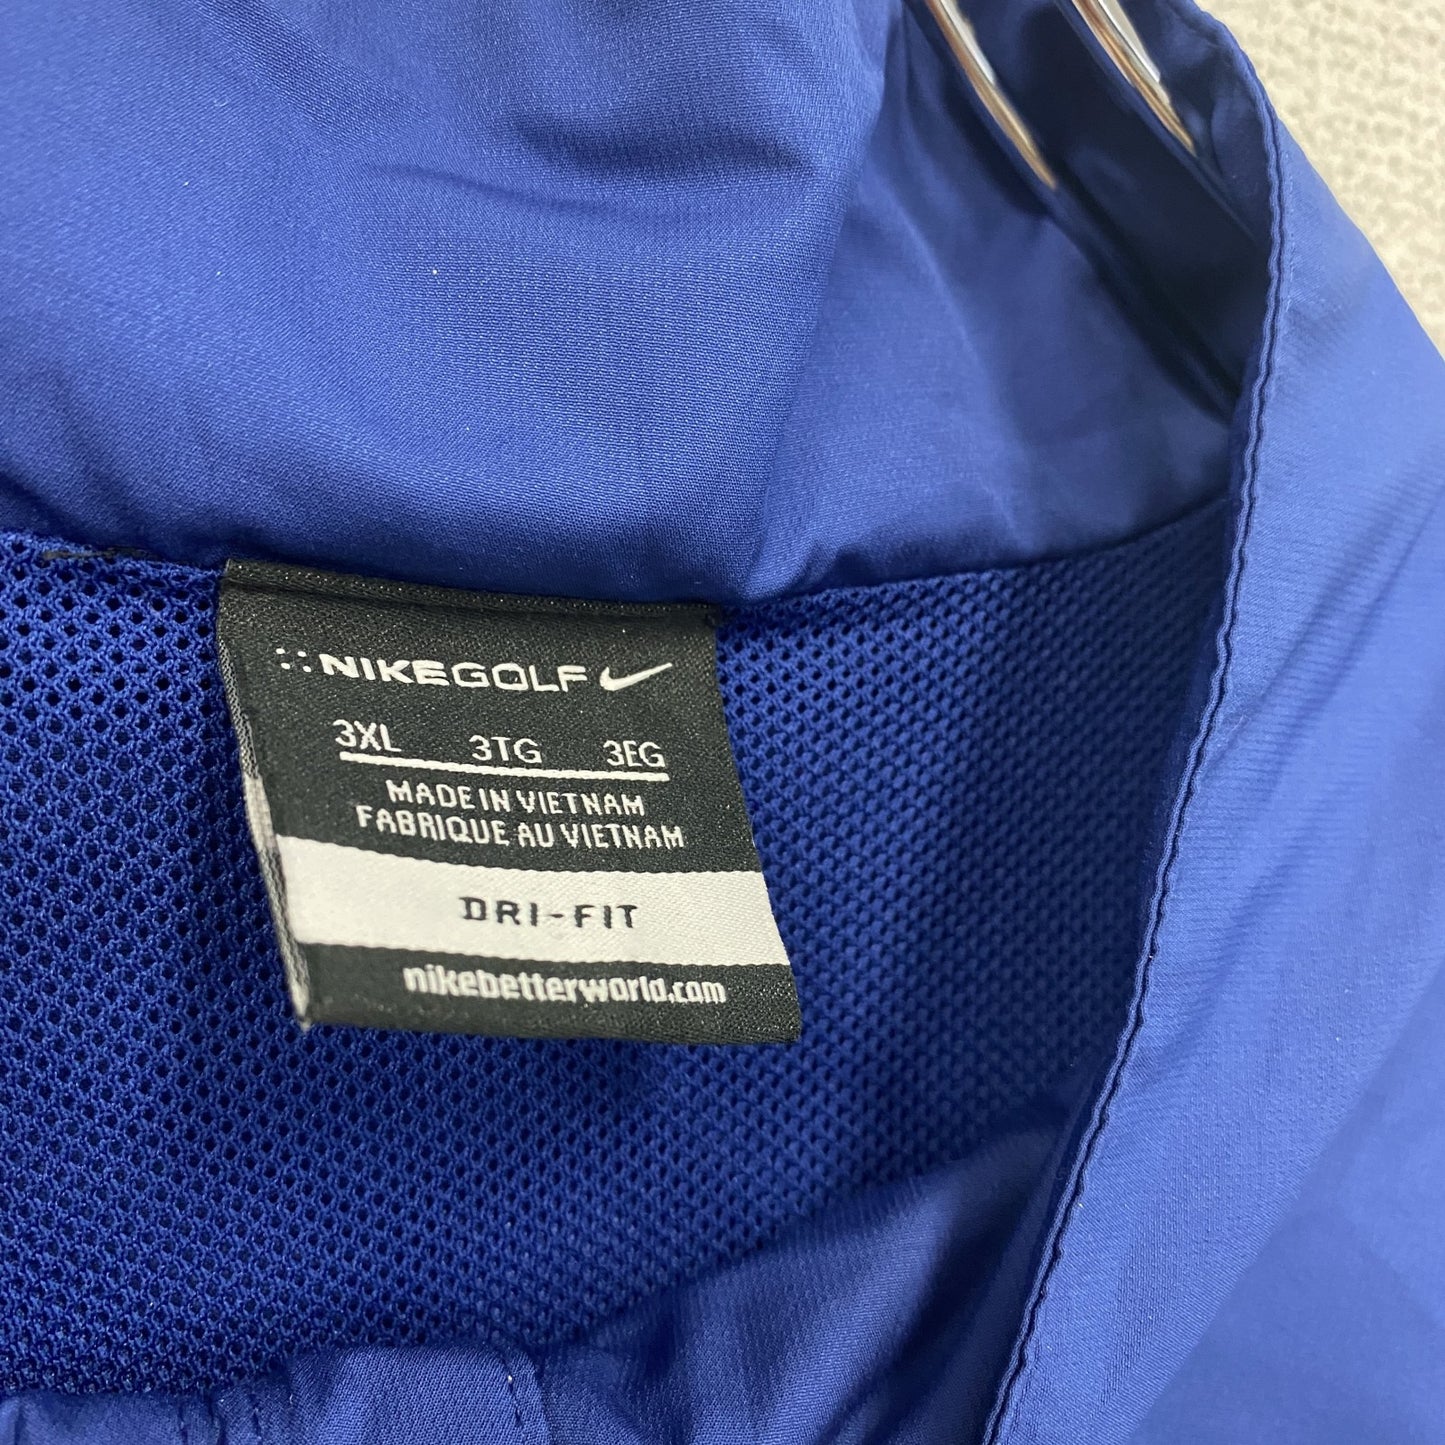 NIKEGOLF
3XL 3TG 3EG
MADE IN VIETNAM
FABRIQUE AU VIETNAM
DRI-FIT
nikebetterworld.com